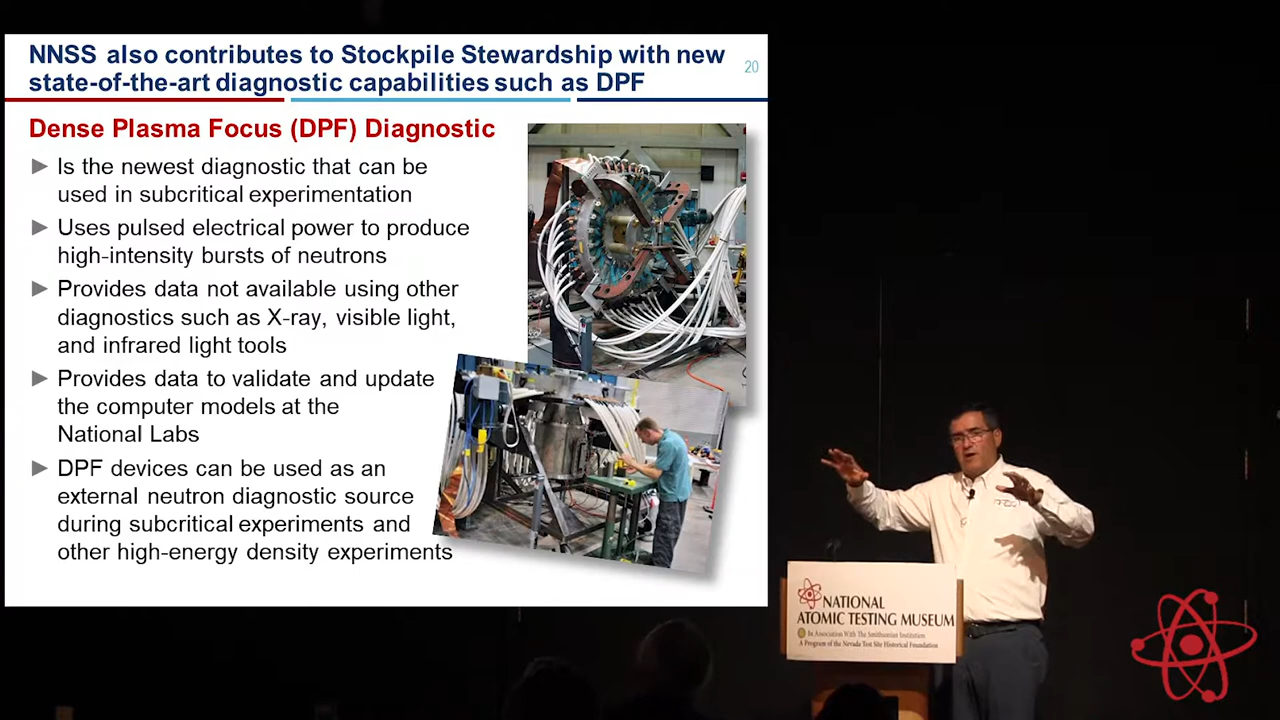 NNSS also contributes to Stockpile Stewardship with new
state-of-the-art diagnostic capabilities such as DPF
20
Dense Plasma Focus (DPF) Diagnostic
Is the newest diagnostic that can be
used in subcritical experimentation
Uses pulsed electrical power to produce
high-intensity bursts of neutrons
Provides data not available using other
diagnostics such as X-ray, visible light,
and infrared light tools
Provides data to validate and update
the computer models at the
National Labs
DPF devices can be used as an
external neutron diagnostic source
during subcritical experiments and
other high-energy density experiments
NATIONAL
ATOMIC TESTING MUSEUM
In Association With The Smithsonian Institution
A Program of the Nevada Test Site Historical Foundation